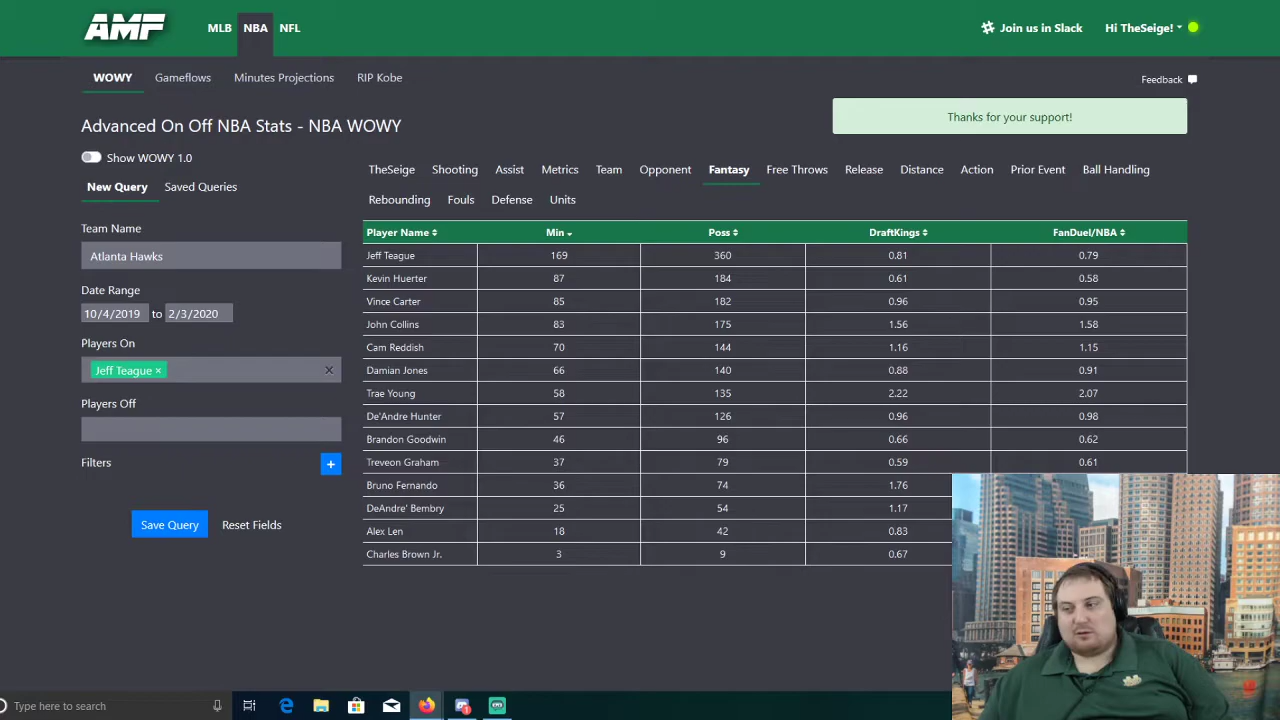 AMF MLB NBA NFL Join us in Slack Hi TheSeige!
WOWY Gameflows Minutes Projections RIP Kobe Feedback
Advanced On Off NBA Stats - NBA WOWY
Thanks for your support!
Show WOWY 1.0
New Query Saved Queries
Team Name
Atlanta Hawks
Date Range
10/4/2019 to 2/3/2020
Players On
Jeff Teague ×
Players Off
Filters +
Save Query Reset Fields
TheSeige Shooting Assist Metrics Team Opponent Fantasy Free Throws Release Distance Action Prior Event Ball Handling
Rebounding Fouls Defense Units
Player Name Min Poss DraftKings FanDuel/NBA
Jeff Teague 169 360 0.81 0.79
Kevin Huerter 87 184 0.61 0.58
Vince Carter 85 182 0.96 0.95
John Collins 83 175 1.56 1.58
Cam Reddish 70 144 1.16 1.15
Damian Jones 66 140 0.88 0.91
Trae Young 58 135 2.22 2.07
De'Andre Hunter 57 126 0.96 0.98
Brandon Goodwin 46 96 0.66 0.62
Treveon Graham 37 79 0.59 0.61
Bruno Fernando 36 74 1.76
DeAndre' Bembry 25 54 1.17
Alex Len 18 42 0.83
Charles Brown Jr. 3 9 0.67
Type here to search